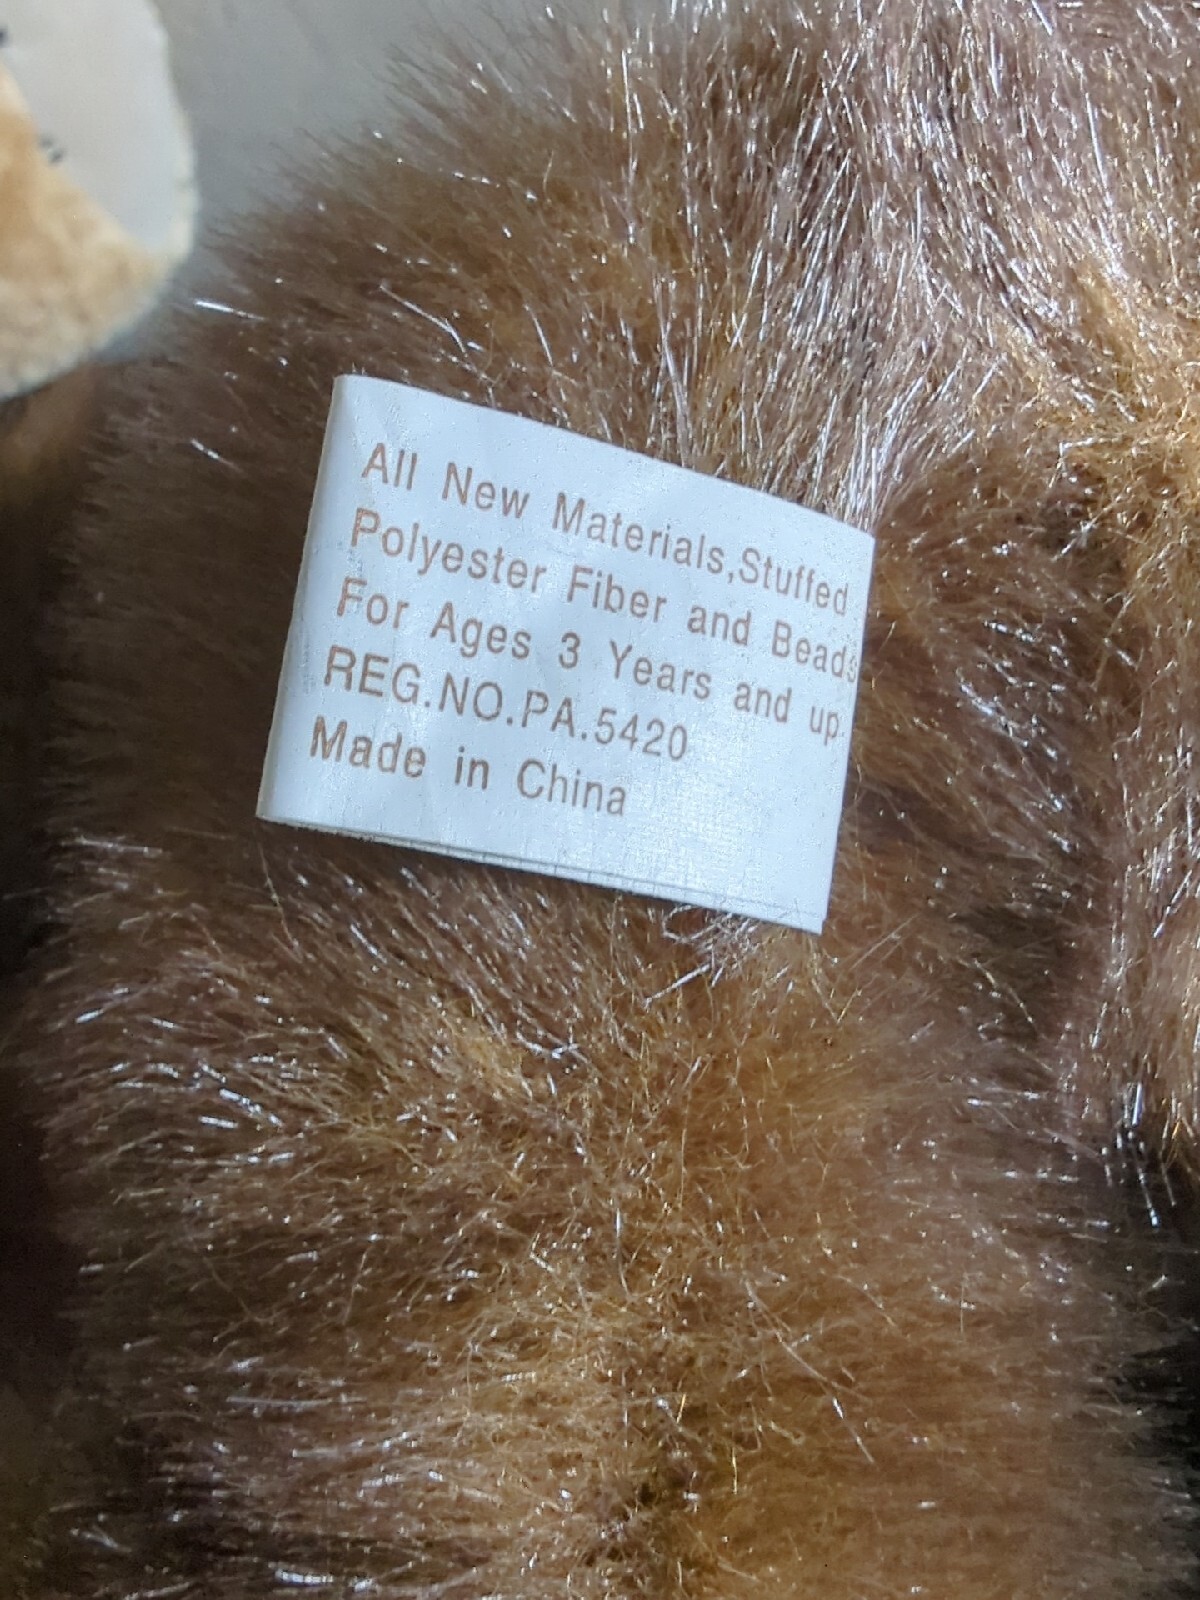 All New Materials,Stuffed
Polyester Fiber and Beads
For Ages 3 Years and up.
REG.NO.PA.5420
Made in China